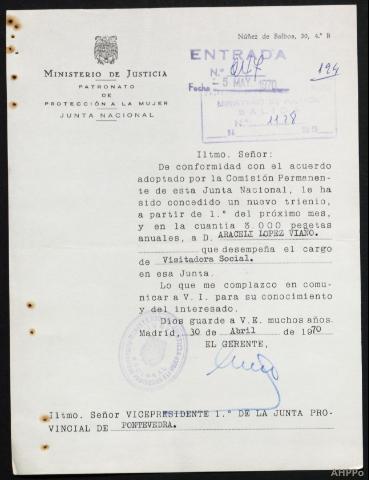 Núñez de Balboa, 30, 4.º B
MINISTERIO DE JUSTICIA
PATRONATO
DE
PROTECCIÓN A LA MUJER
JUNTA NACIONAL
ENTRADA
N.º
194
Fecha 5 MAY. 1970
N.º 1178
19
Iltmo. Señor:
De conformidad con el acuerdo
adoptado por la Comisión Permanen-
te de esta Junta Nacional, le ha
sido concedido un nuevo trienio,
a partir de 1.º del próximo mes,
y en la cuantía 3.000 pesetas
anuales, a D. ARACELI LOPEZ VIAÑO.
que desempeña el cargo
de Visitadora Social.
en esa Junta.
Lo que me complazco en comu-
nicar a V. I. para su conocimiento
y del interesado.
Dios guarde a V.E. muchos años.
Madrid, 30 de Abril de 1970
EL GERENTE,
Iltmo. Señor VICEPRESIDENTE 1.º DE LA JUNTA PRO-
VINCIAL DE PONTEVEDRA.
AHPPo